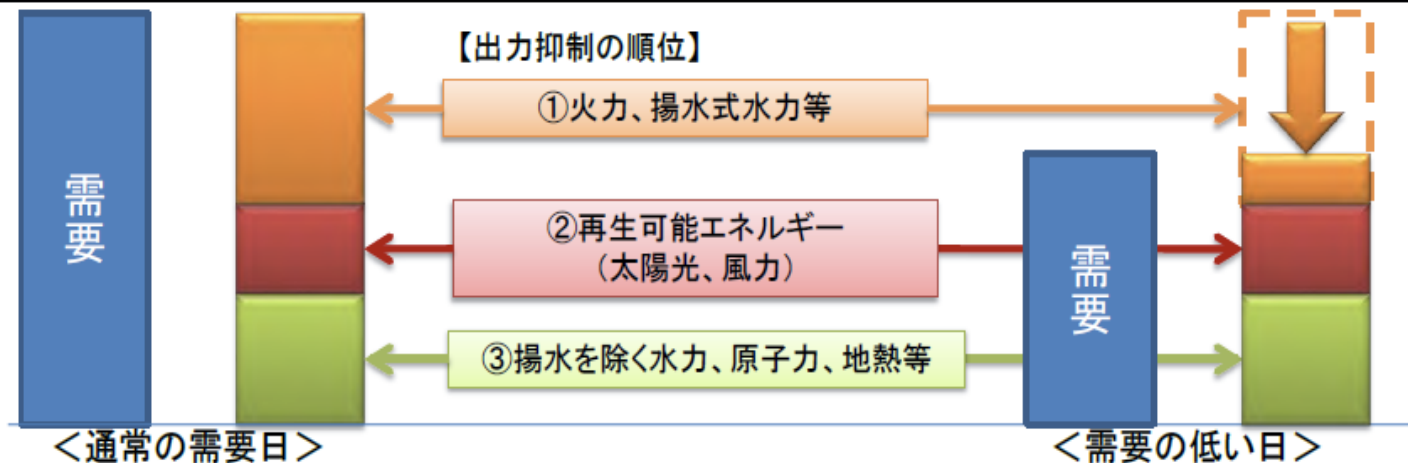 【出力抑制の順位】
①火力、揚水式水力等
需要
②再生可能エネルギー
（太陽光、風力）
需要
③揚水を除く水力、原子力、地熱等
＜通常の需要日＞
＜需要の低い日＞